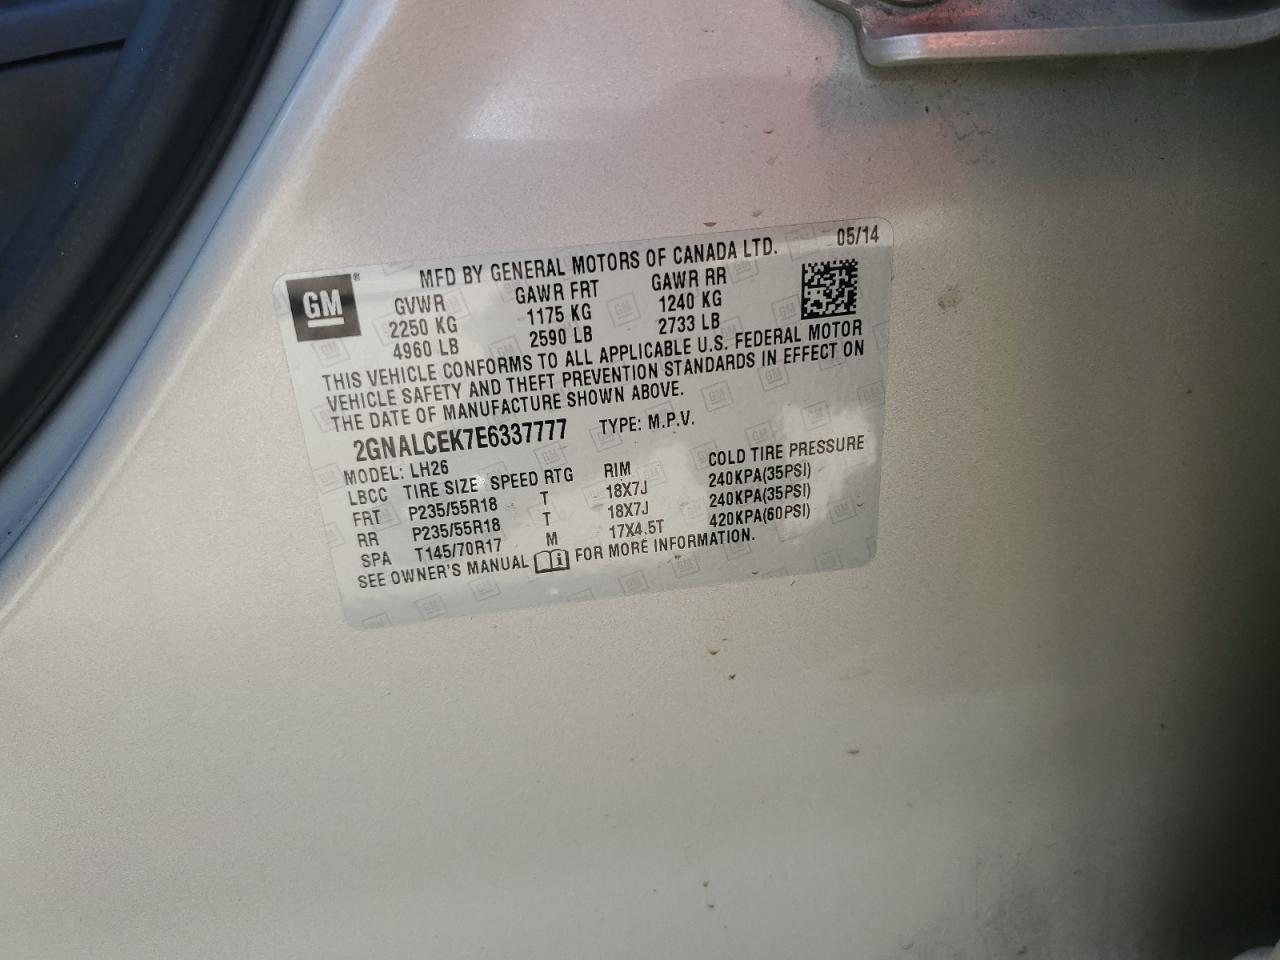 GM
®
MFD BY GENERAL MOTORS OF CANADA LTD. 05/14
GVWR GAWR FRT GAWR RR
2250 KG 1175 KG 1240 KG
4960 LB 2590 LB 2733 LB
THIS VEHICLE CONFORMS TO ALL APPLICABLE U.S. FEDERAL MOTOR
VEHICLE SAFETY AND THEFT PREVENTION STANDARDS IN EFFECT ON
THE DATE OF MANUFACTURE SHOWN ABOVE.
2GNALCEK7E6337777 TYPE: M.P.V.
MODEL: LH26
LBCC TIRE SIZE SPEED RTG RIM COLD TIRE PRESSURE
FRT P235/55R18 T 18X7J 240KPA(35PSI)
RR P235/55R18 T 18X7J 240KPA(35PSI)
SPA T145/70R17 M 17X4.5T 420KPA(60PSI)
SEE OWNER'S MANUAL i FOR MORE INFORMATION.